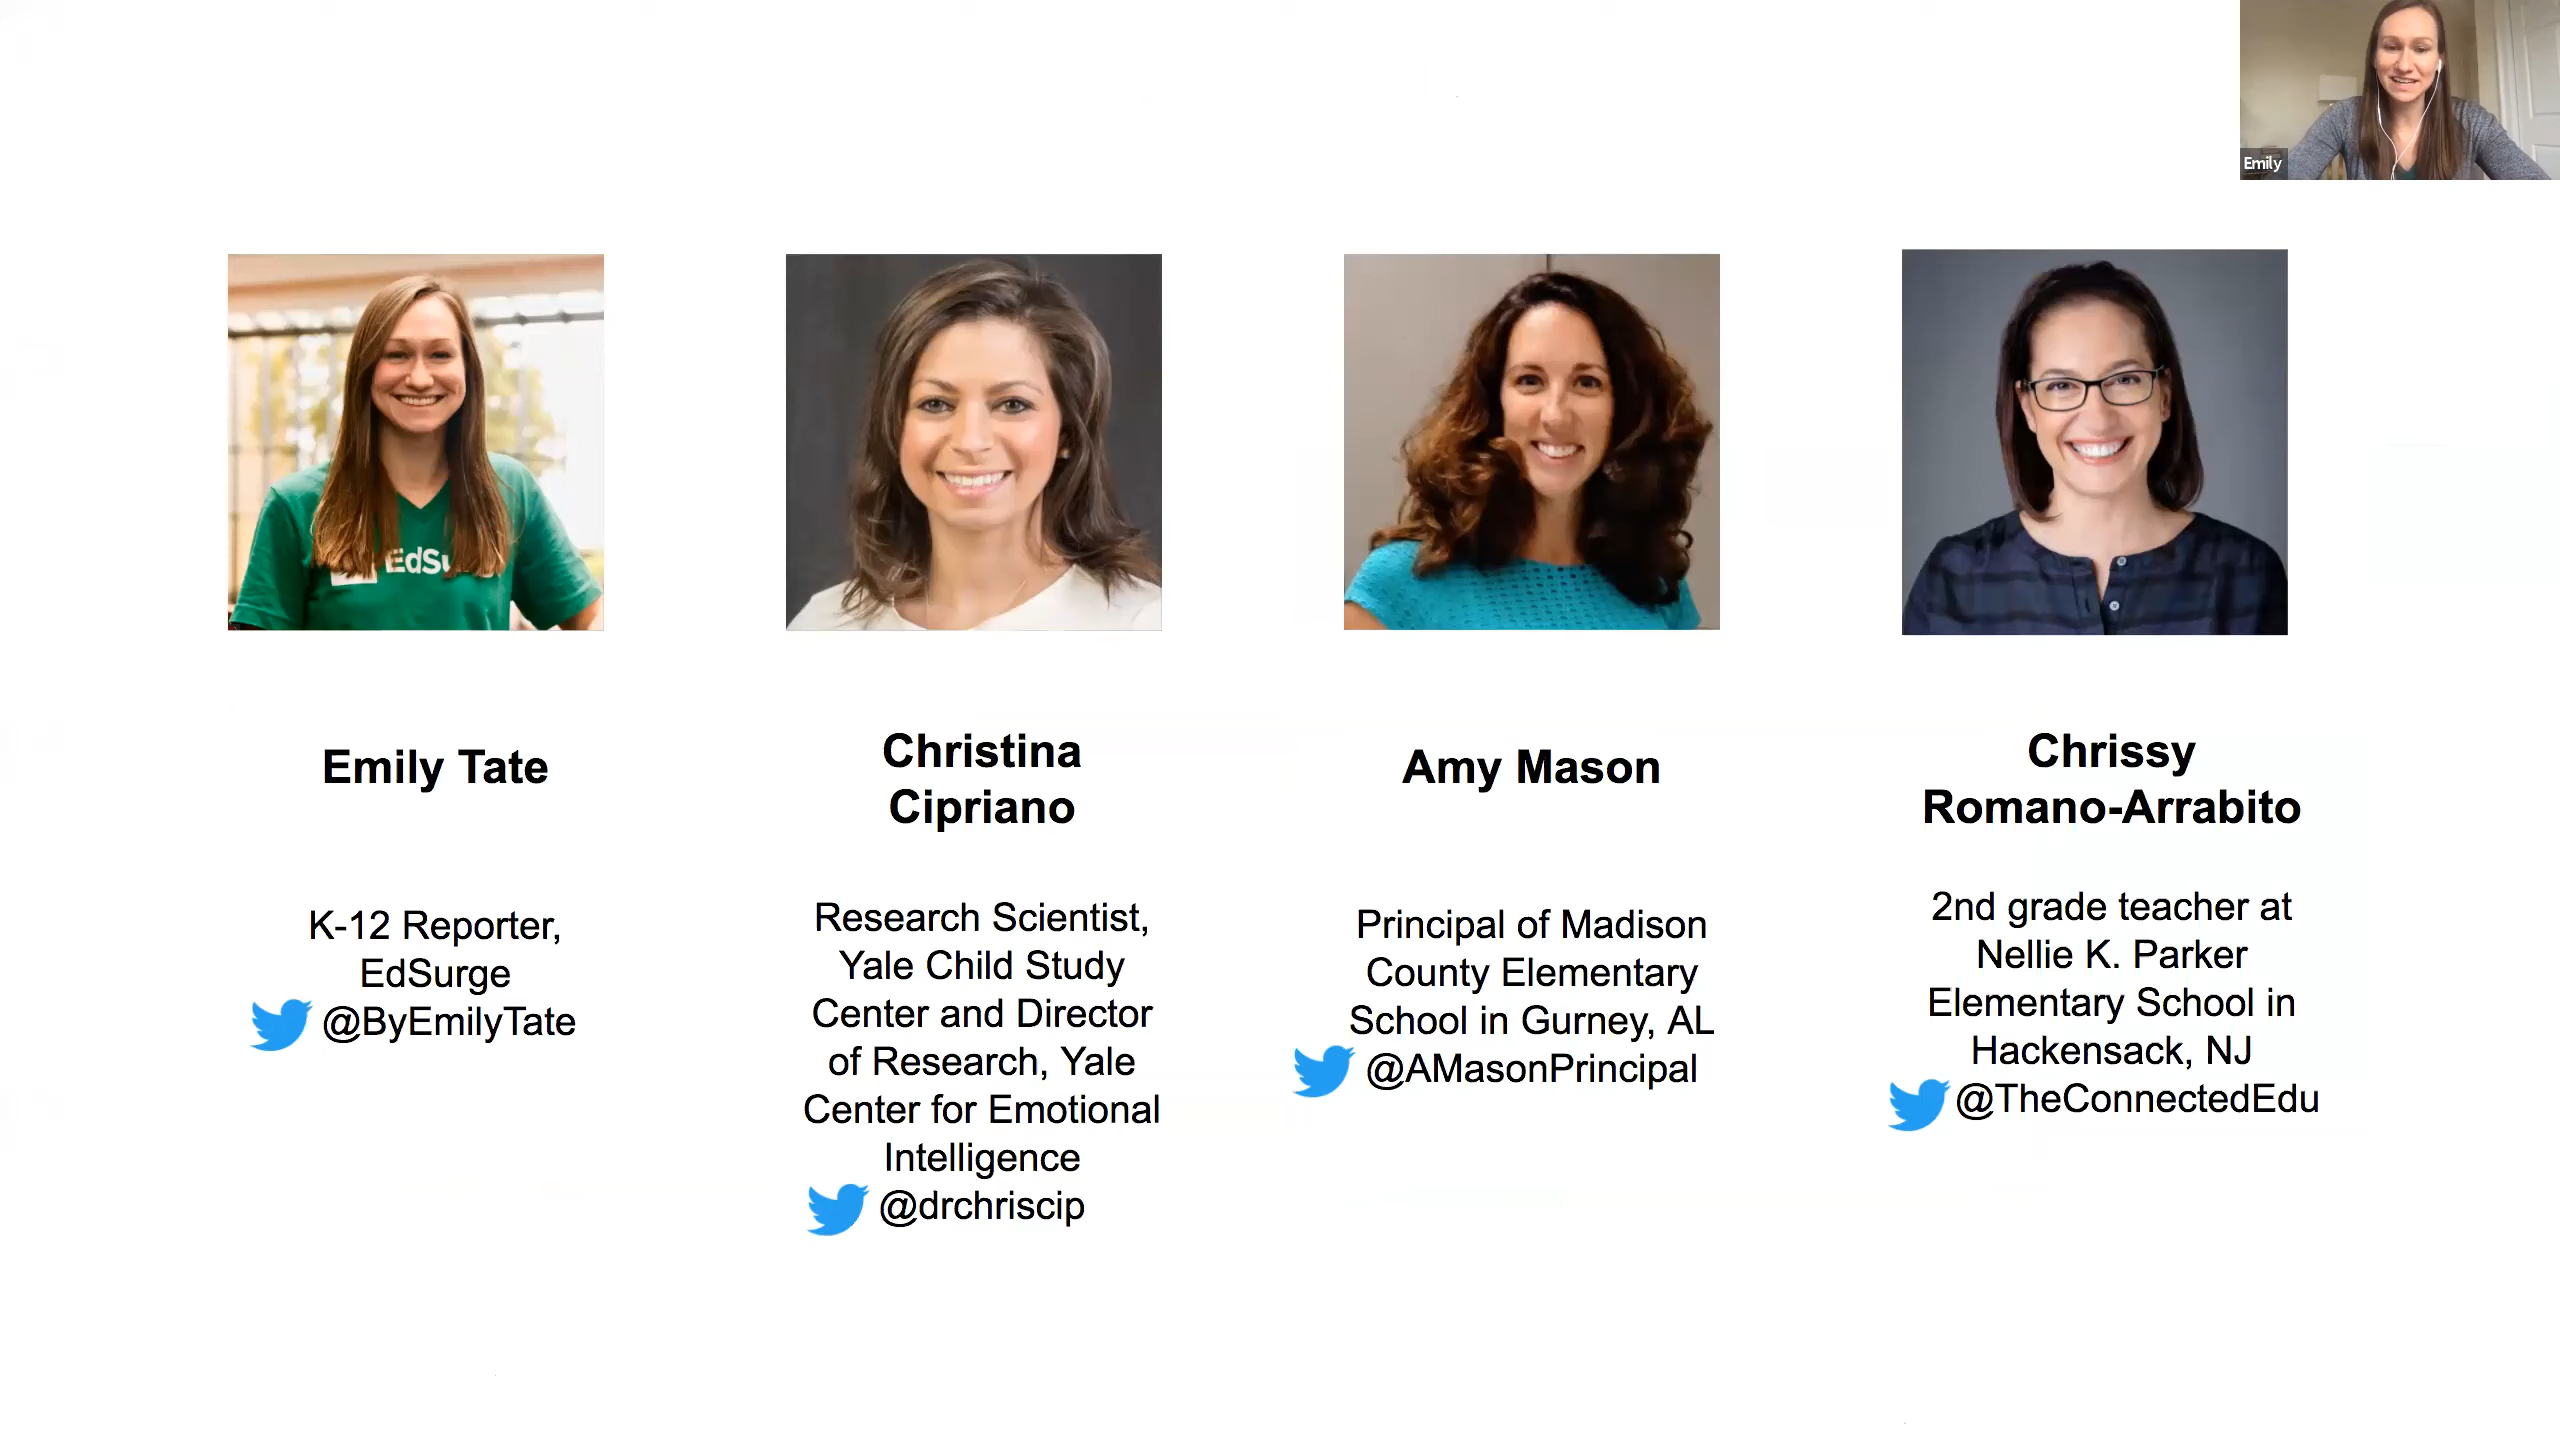 Emily
EdSu
Emily Tate
K-12 Reporter,
EdSurge
@ByEmilyTate
Christina
Cipriano
Research Scientist,
Yale Child Study
Center and Director
of Research, Yale
Center for Emotional
Intelligence
@drchriscip
Amy Mason
Principal of Madison
County Elementary
School in Gurney, AL
@AMasonPrincipal
Chrissy
Romano-Arrabito
2nd grade teacher at
Nellie K. Parker
Elementary School in
Hackensack, NJ
@TheConnectedEdu